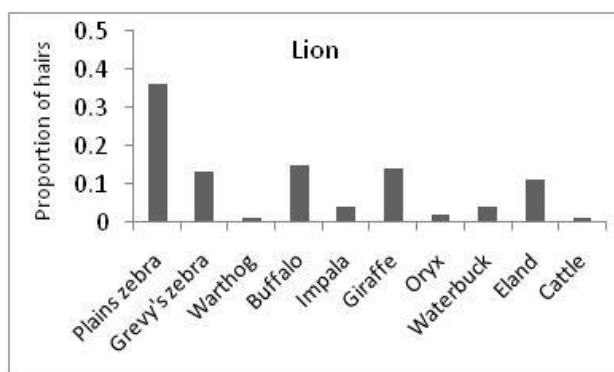 Lion
Proportion of hairs
0.5
0.4
0.3
0.2
0.1
0
Plains zebra
Grevy's zebra
Warthog
Buffalo
Impala
Giraffe
Oryx
Waterbuck
Eland
Cattle